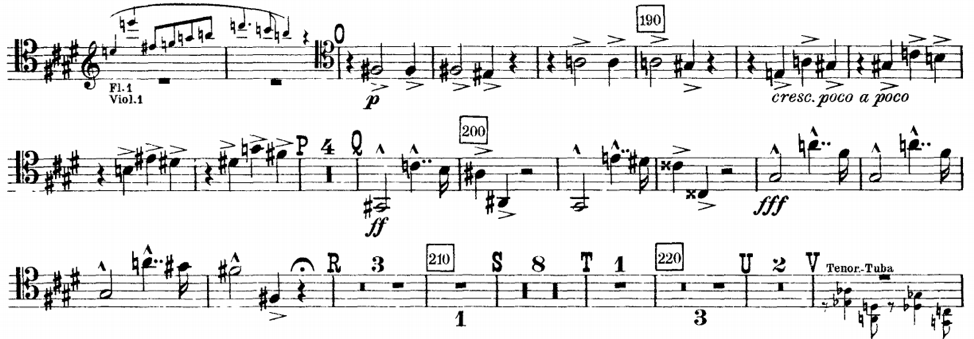 O 190
Fl.1
Viol.1
p cresc. poco a poco
P 4 Q 200
ff fff
R 3 210 S 8 T 1 220 U 2 V Tenor.-Tuba
1 3